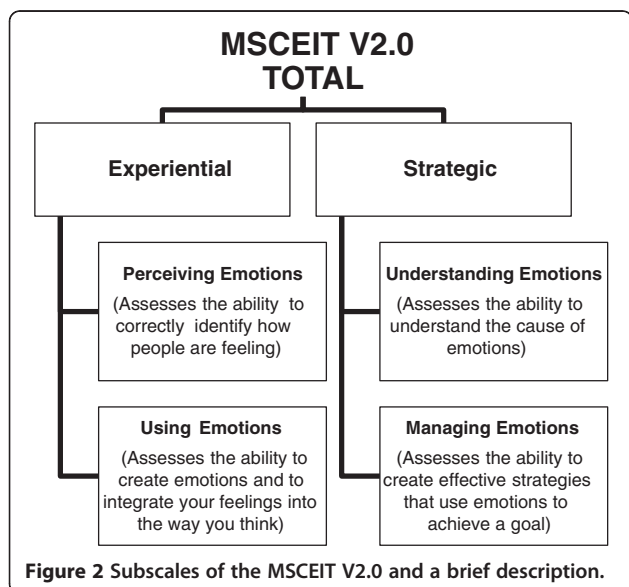 MSCEIT V2.0
TOTAL
Experiential
Strategic
Perceiving Emotions
(Assesses the ability to
correctly identify how
people are feeling)
Understanding Emotions
(Assesses the ability to
understand the cause of
emotions)
Using Emotions
(Assesses the ability to
create emotions and to
integrate your feelings into
the way you think)
Managing Emotions
(Assesses the ability to
create effective strategies
that use emotions to
achieve a goal)
Figure 2 Subscales of the MSCEIT V2.0 and a brief description.